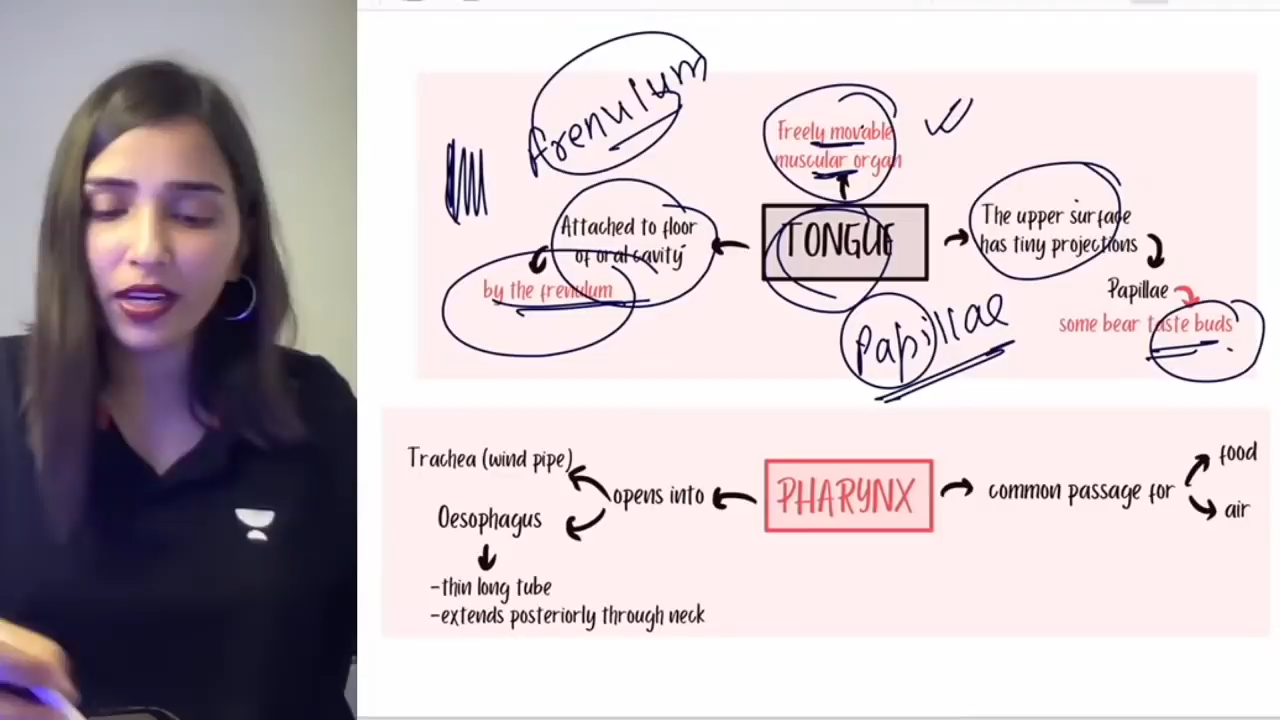 frenulum
Freely movable
muscular organ
Attached to floor
of oral cavity
by the frenulum
TONGUE
The upper surface
has tiny projections
Papillae
some bear taste buds
Papillae
Trachea (wind pipe)
Oesophagus
opens into
PHARYNX
common passage for
food
air
-thin long tube
-extends posteriorly through neck